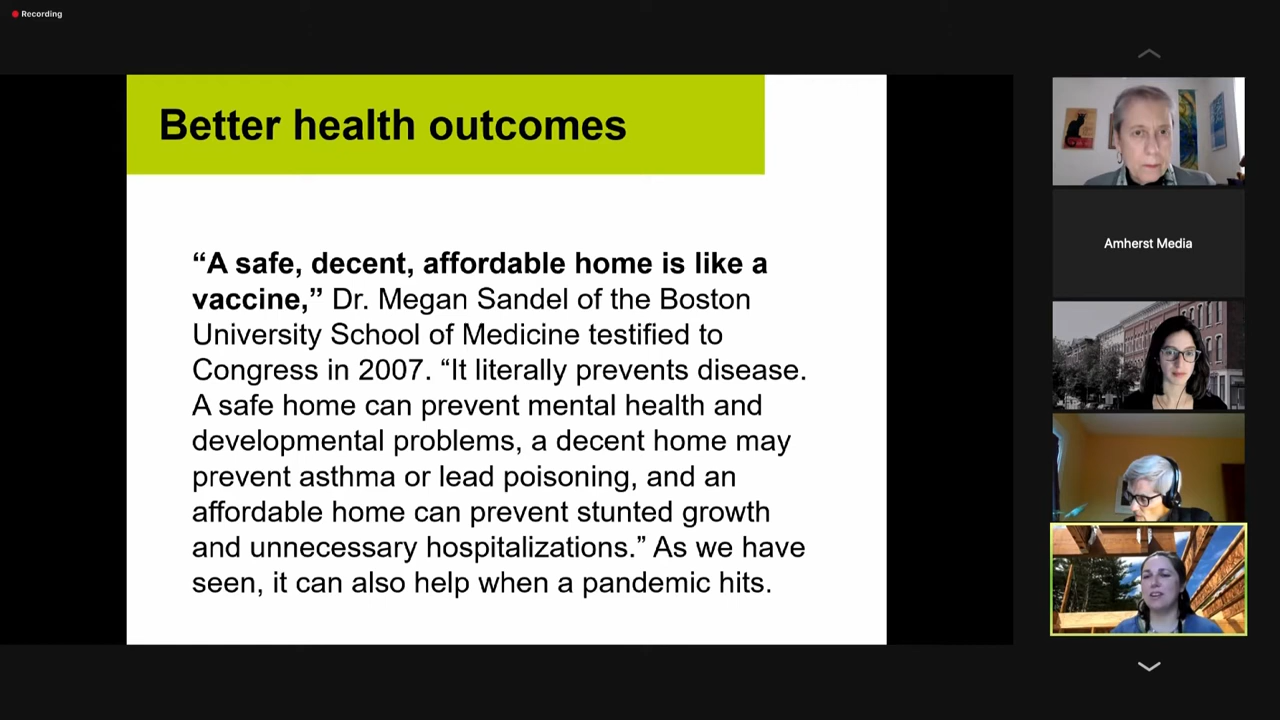 Recording
Better health outcomes
“A safe, decent, affordable home is like a
vaccine,” Dr. Megan Sandel of the Boston
University School of Medicine testified to
Congress in 2007. “It literally prevents disease.
A safe home can prevent mental health and
developmental problems, a decent home may
prevent asthma or lead poisoning, and an
affordable home can prevent stunted growth
and unnecessary hospitalizations.” As we have
seen, it can also help when a pandemic hits.
Amherst Media